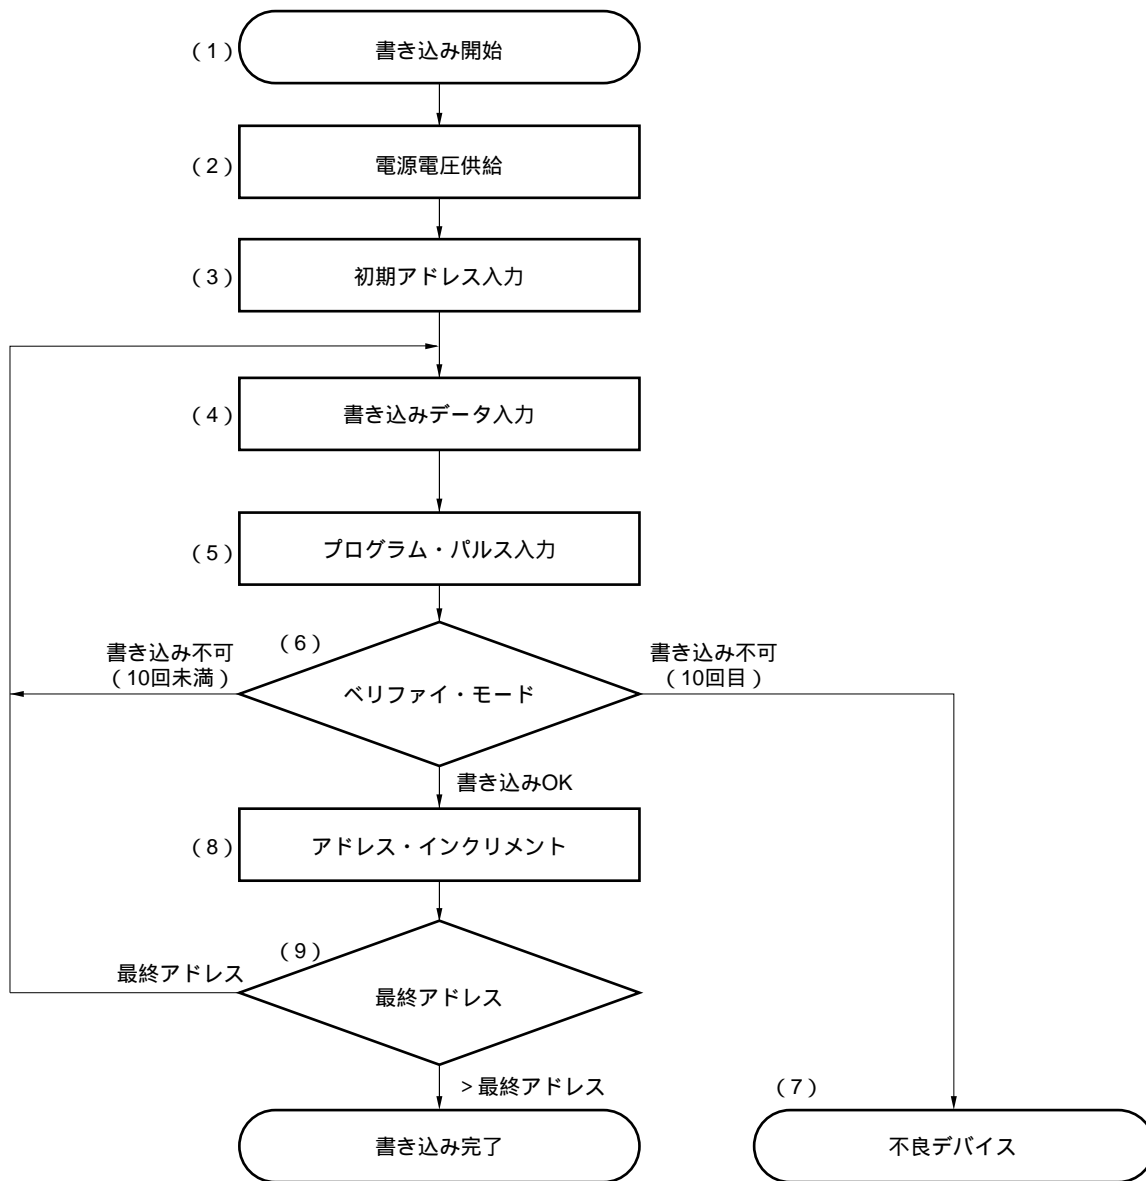 （1） 書き込み開始
（2） 電源電圧供給
（3） 初期アドレス入力
（4） 書き込みデータ入力
（5） プログラム・パルス入力
（6）
書き込み不可
（10回未満）
ベリファイ・モード
書き込み不可
（10回目）
書き込みOK
（8） アドレス・インクリメント
（9）
最終アドレス
最終アドレス
>最終アドレス
書き込み完了
（7）
不良デバイス